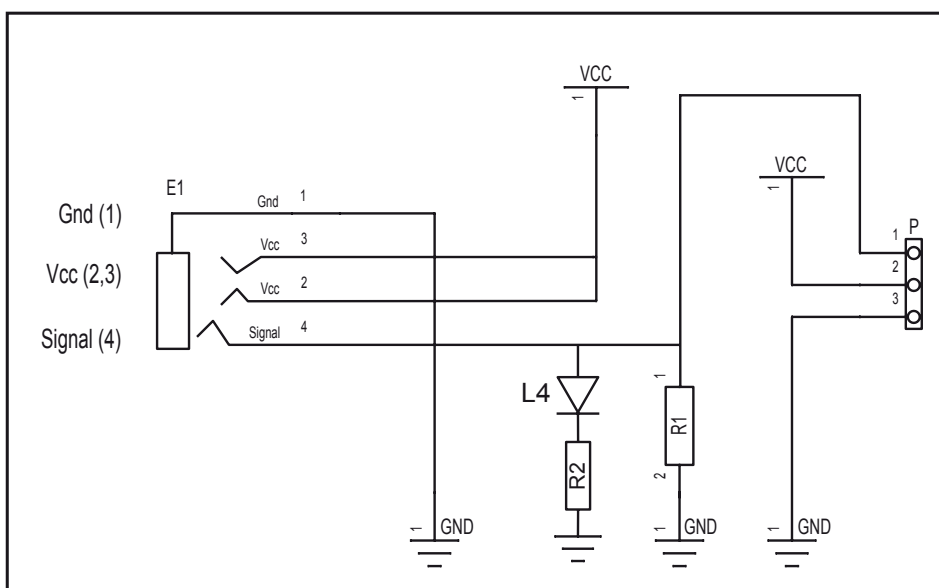 VCC
1
VCC
1
E1
Gnd (1)
Gnd 1
P
1
Vcc 3
2
Vcc (2,3)
Vcc 2
3
Signal (4)
Signal 4
L4
1
R1
2
R2
1 GND
1 GND
1 GND